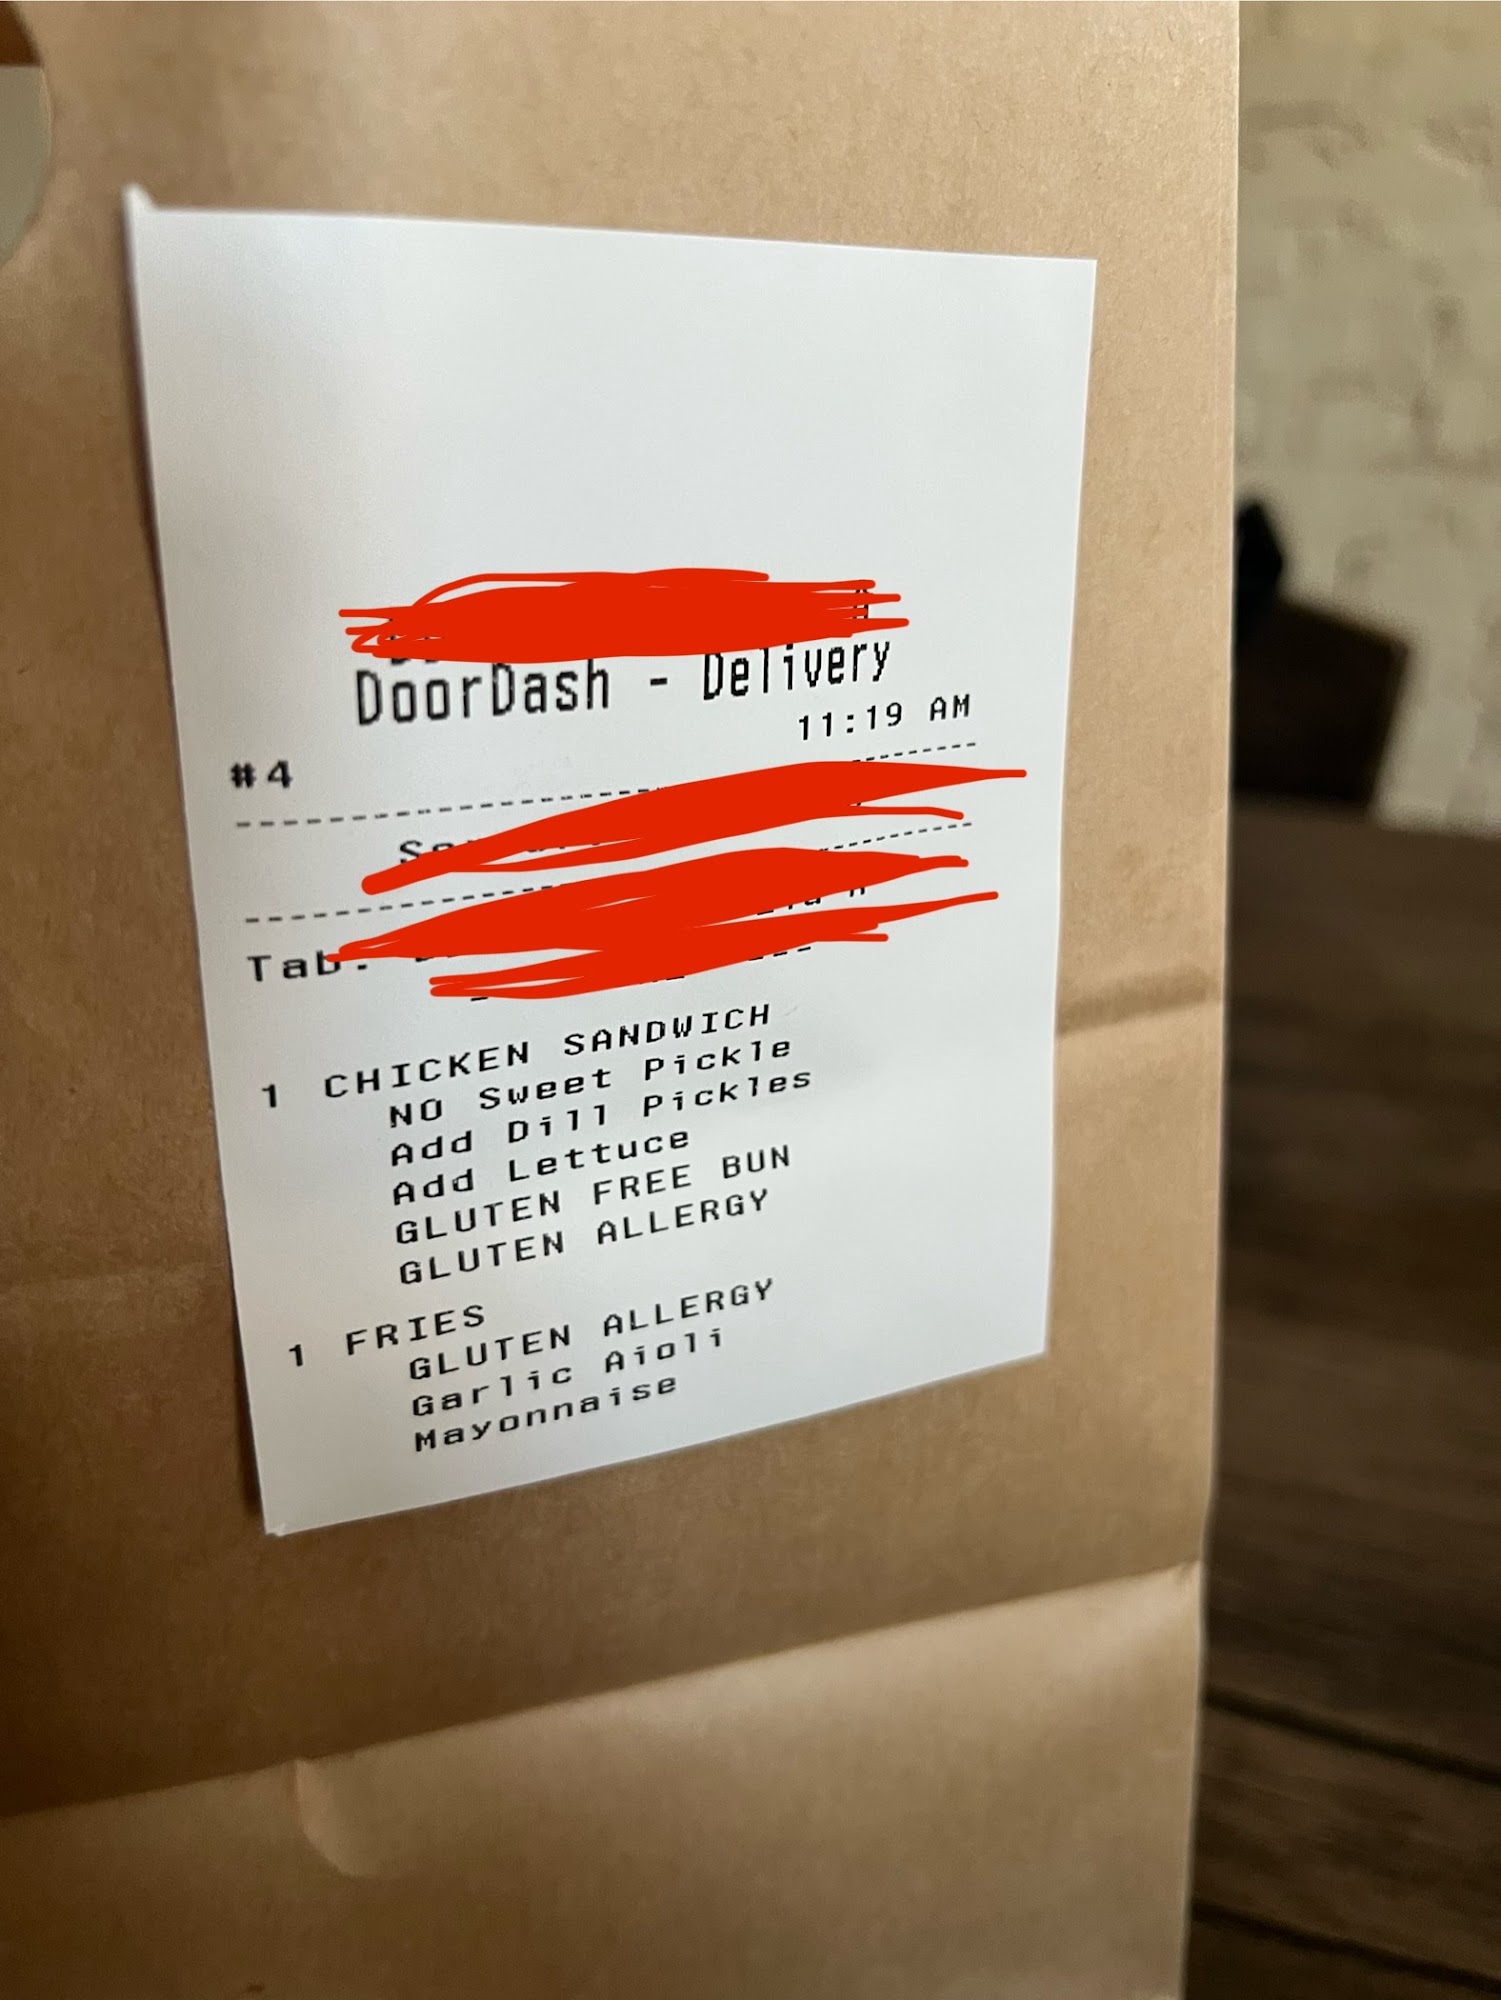 DoorDash - Delivery
11:19 AM
#4
Tab:
1 CHICKEN SANDWICH
NO Sweet Pickle
Add Dill Pickles
Add Lettuce
GLUTEN FREE BUN
GLUTEN ALLERGY
1 FRIES
GLUTEN ALLERGY
Garlic Aioli
Mayonnaise